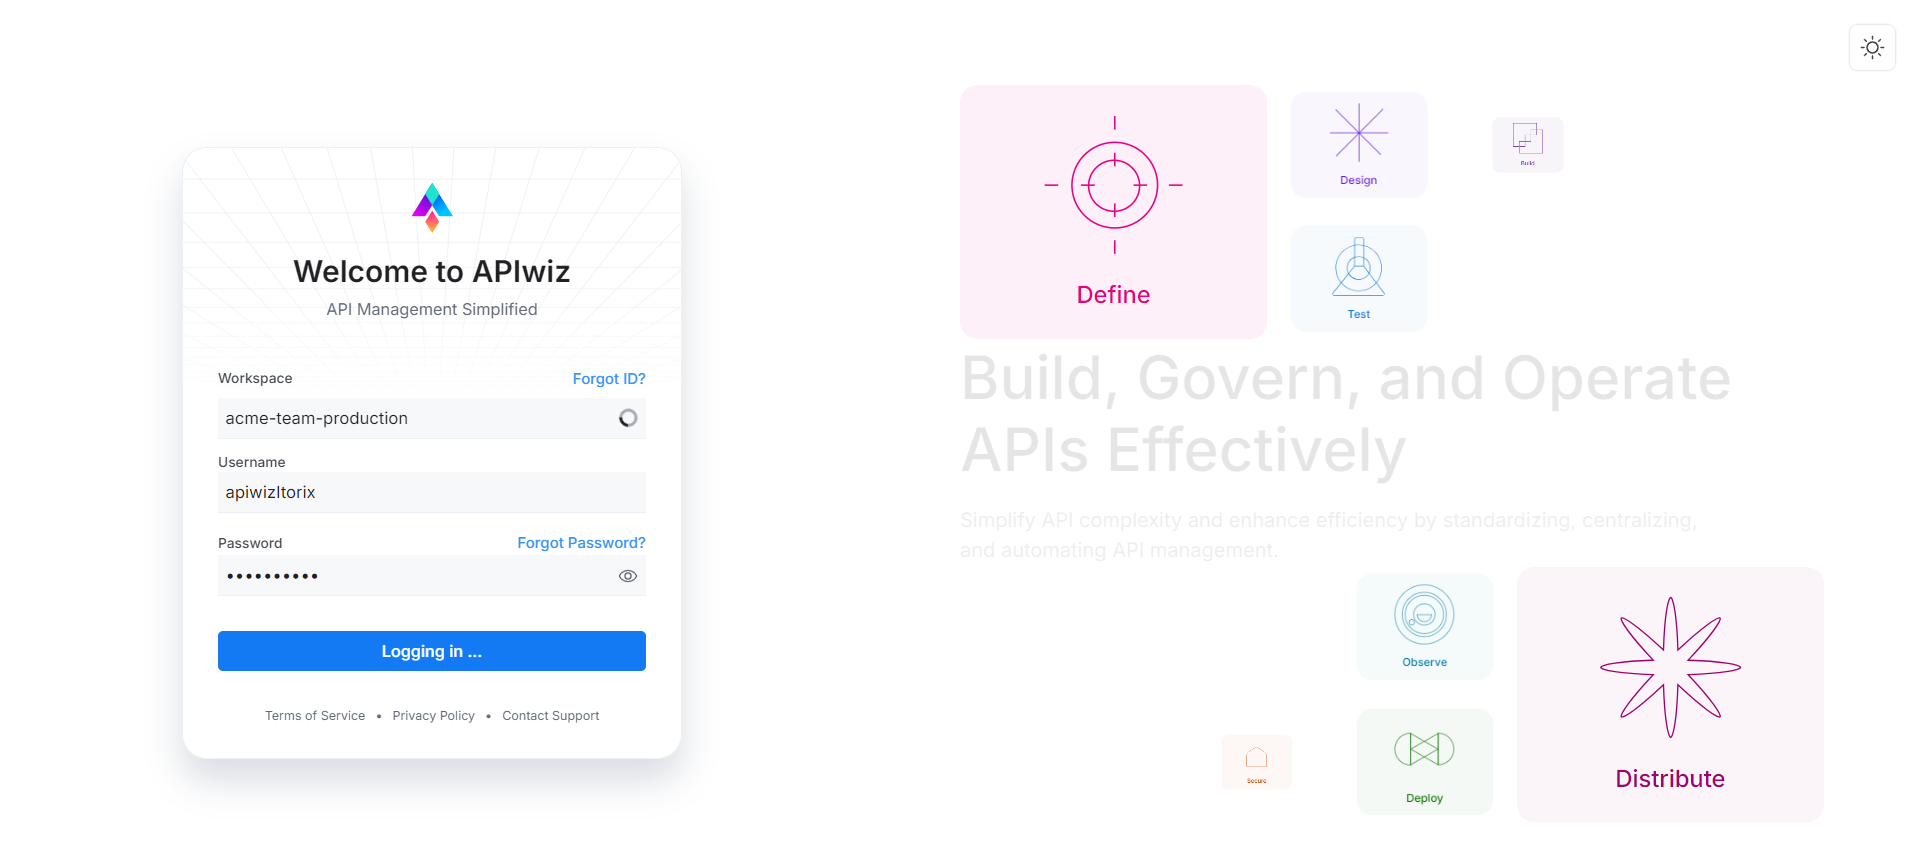 Welcome to APIwiz
API Management Simplified
Workspace
Forgot ID?
acme-team-production
Username
apiwizItorix
Password
Forgot Password?
••••••••••
Logging in ...
Terms of Service • Privacy Policy • Contact Support
Define
Design
Build
Test
Build, Govern, and Operate
APIs Effectively
Simplify API complexity and enhance efficiency by standardizing, centralizing,
and automating API management.
Observe
Secure
Deploy
Distribute